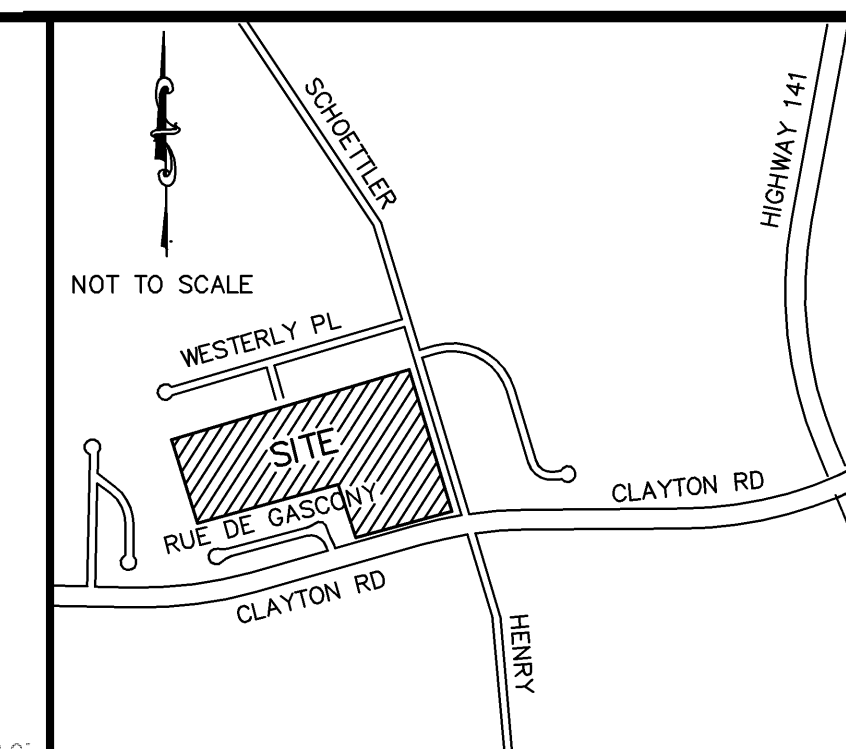 SCHOETTLER
HIGHWAY 141
NOT TO SCALE
WESTERLY PL
SITE
RUE DE GASCONY
CLAYTON RD
CLAYTON RD
HENRY